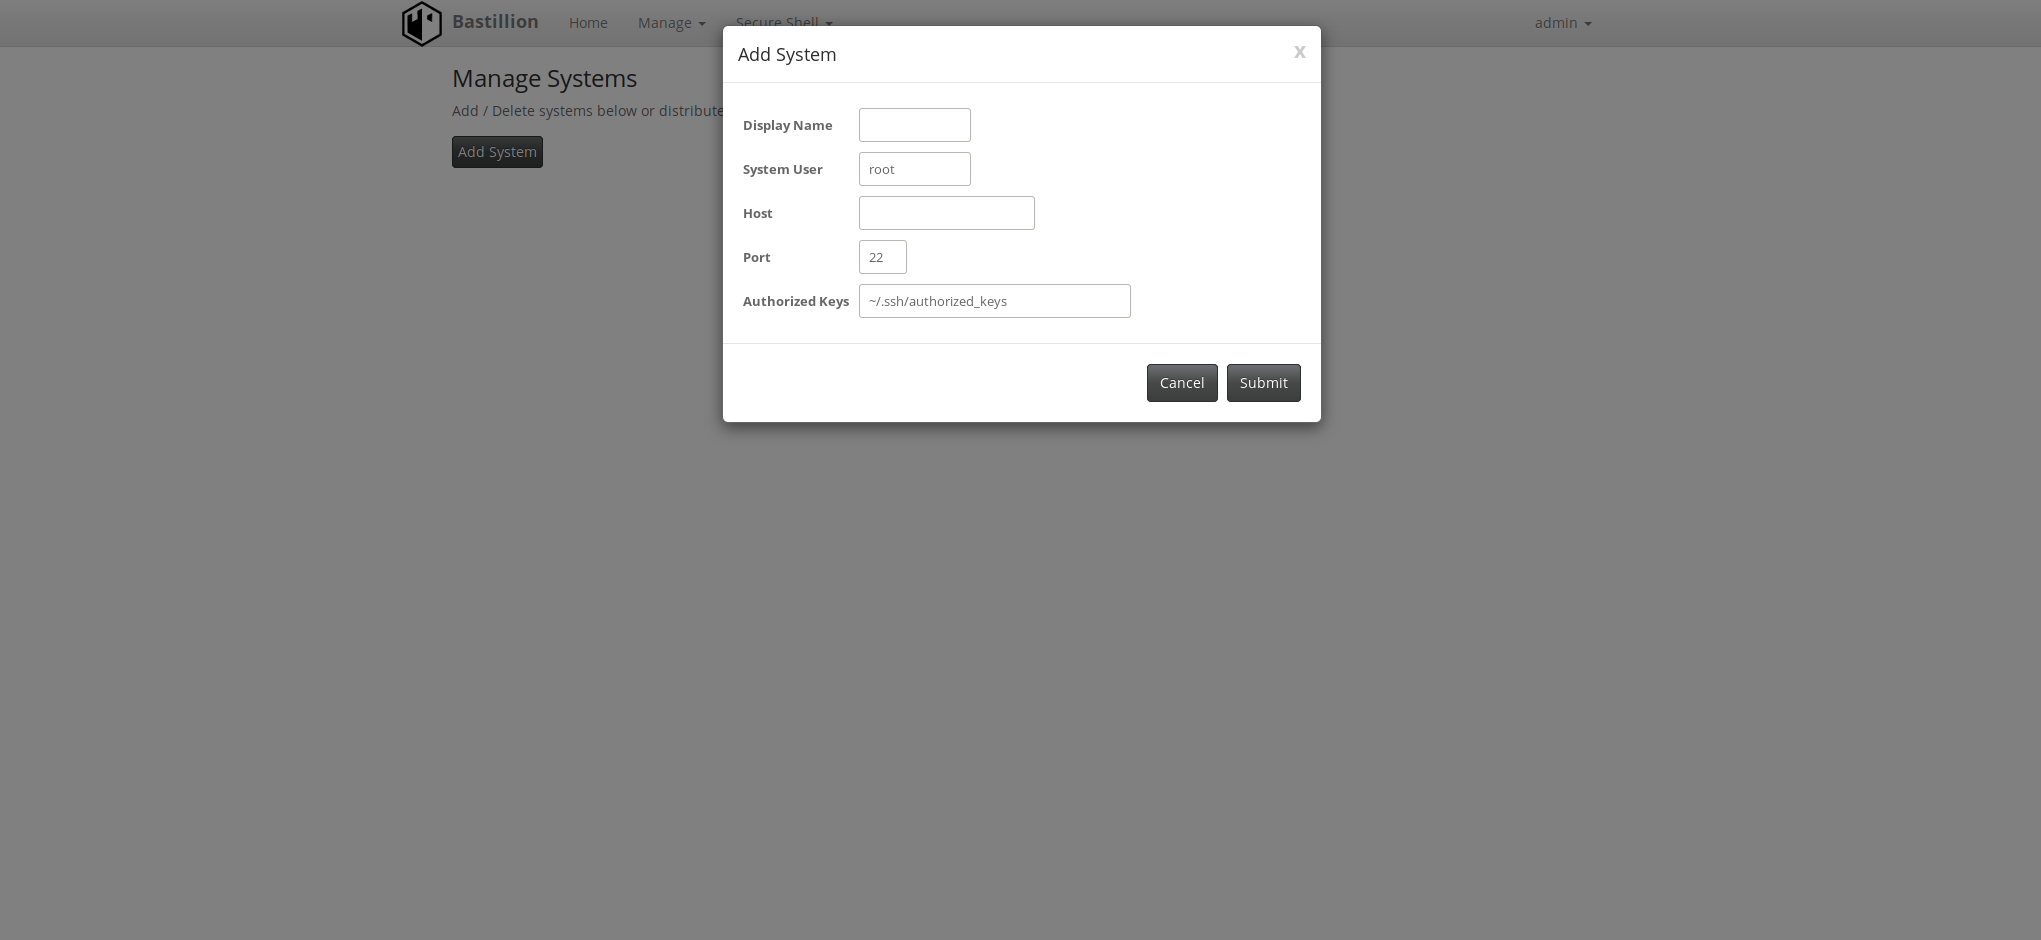 Bastillion Home Manage Secure Shell admin
Add System x
Manage Systems
Add / Delete systems below or distribute
Add System
Display Name
System User root
Host
Port 22
Authorized Keys ~/.ssh/authorized_keys
Cancel Submit